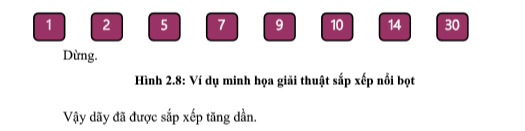 1 2 5 7 9 10 14 30
Dừng.
Hình 2.8: Ví dụ minh họa giải thuật sắp xếp nổi bọt
Vậy dãy đã được sắp xếp tăng dần.